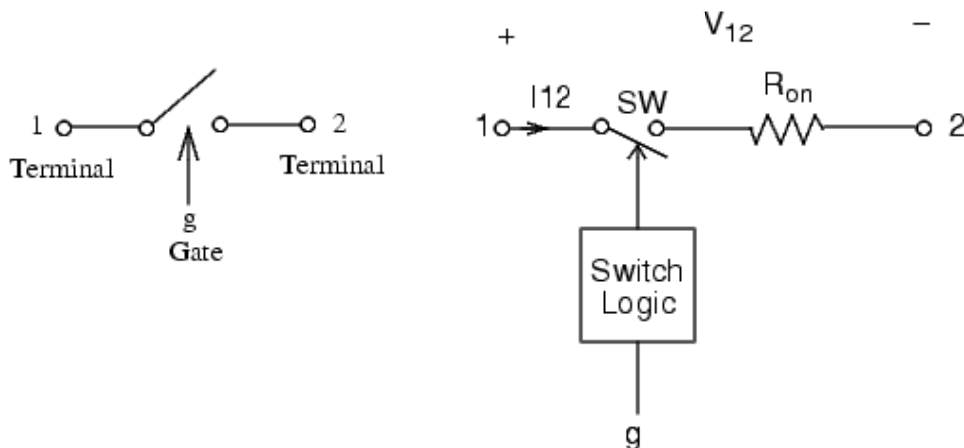 1
2
Terminal
Terminal
g
Gate
+
V12
−
I12
SW
Ron
1
2
Switch
Logic
g